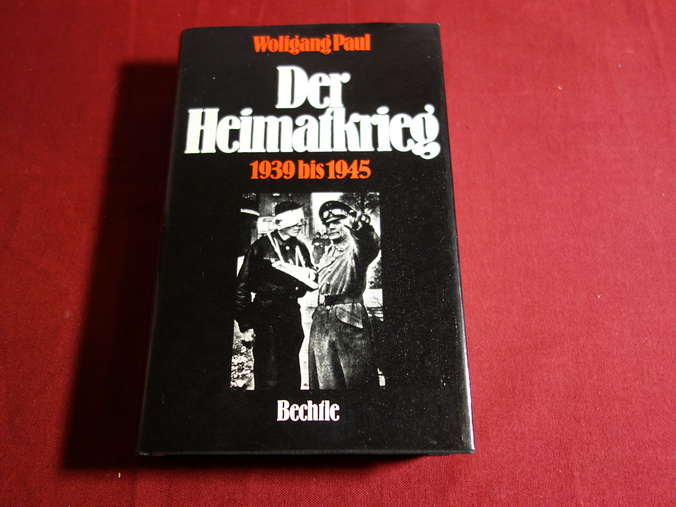 Wolfgang Paul
Der
Heimatkrieg
1939 bis 1945
Bechtle